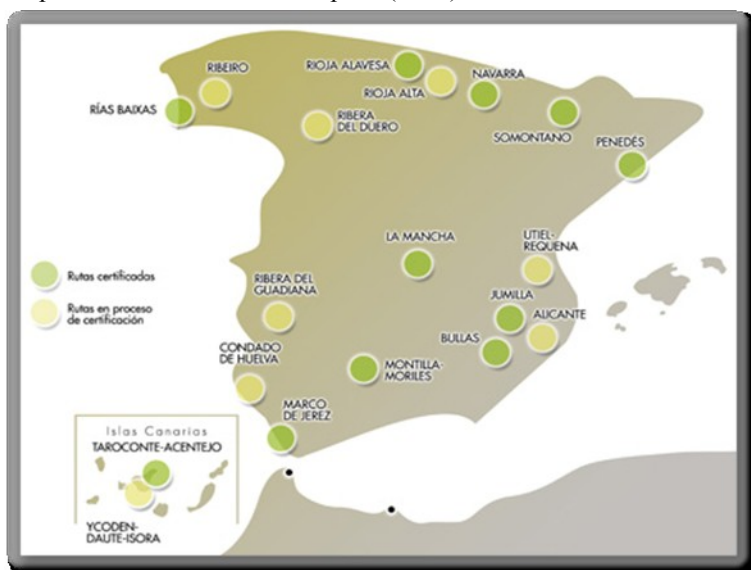 RIBEIRO
RIOJA ALAVESA
NAVARRA
RIOJA ALTA
RÍAS BAIXAS
RIBERA
DEL DUERO
SOMONTANO
PENEDÉS
LA MANCHA
UTIEL-
REQUENA
Rutas certificadas
RIBERA DEL
GUADIANA
JUMILLA
Rutas en proceso
de certificación
ALICANTE
BULLAS
CONDADO
DE HUELVA
MONTILLA-
MORILES
MARCO
DE JEREZ
Islas Canarias
TAROCONTE-ACENTEJO
YCODEN-
DAUTE-ISORA